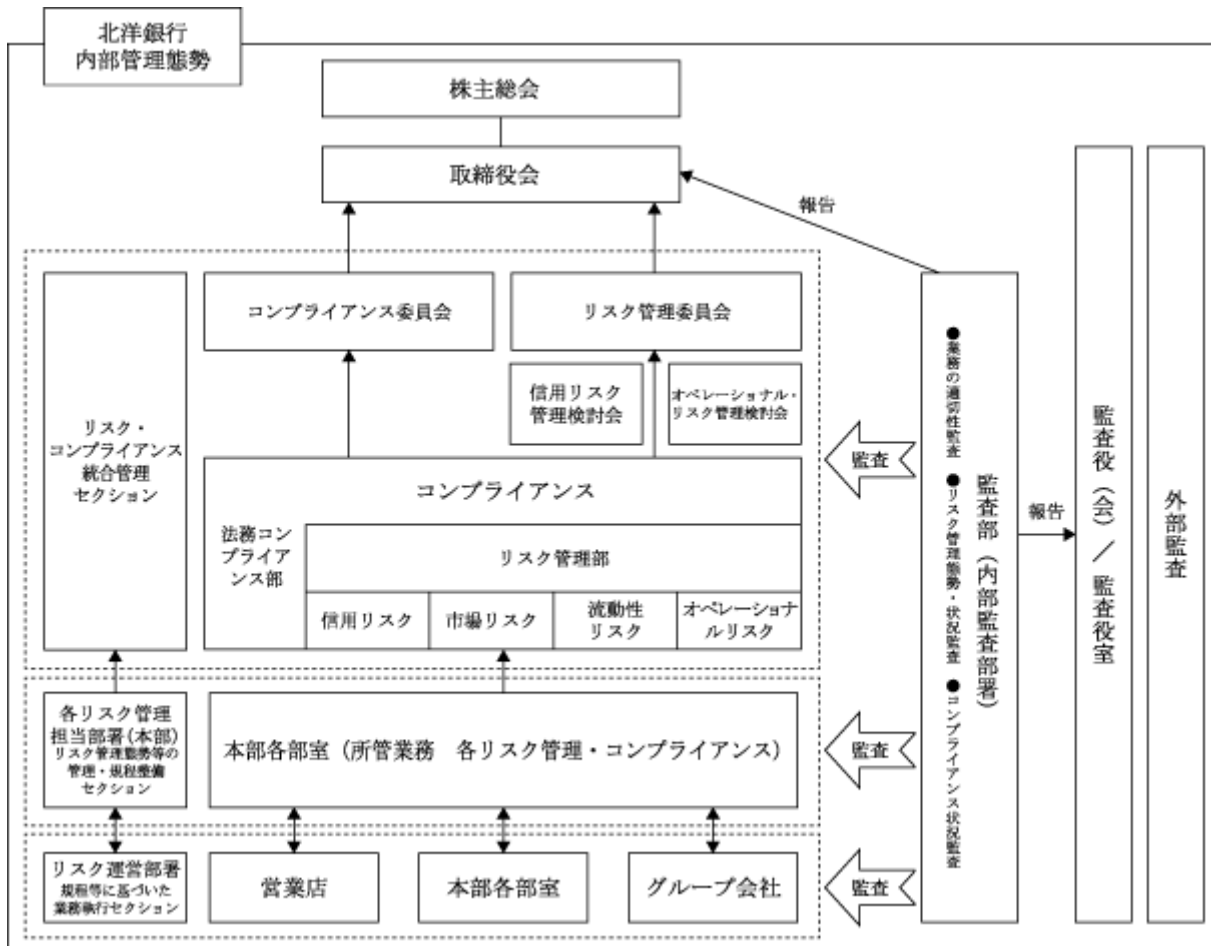 北洋銀行
内部管理態勢
株主総会
取締役会
報告
コンプライアンス委員会
リスク管理委員会
信用リスク
管理検討会
オペレーショナル・
リスク管理検討会
リスク・
コンプライアンス
統合管理
セクション
コンプライアンス
法務コン
プライア
ンス部
リスク管理部
信用リスク
市場リスク
流動性
リスク
オペレーショナ
ルリスク
監査
各リスク管理
担当部署(本部)
リスク管理態勢等の
管理・規程整備
セクション
本部各部室（所管業務　各リスク管理・コンプライアンス）
監査
リスク運営部署
規程等に基づいた
業務執行セクション
営業店
本部各部室
グループ会社
監査
●業務の適切性監査　●リスク管理態勢・状況監査　●コンプライアンス状況監査
監査部（内部監査部署）
報告
監査役（会）／監査役室
外部監査